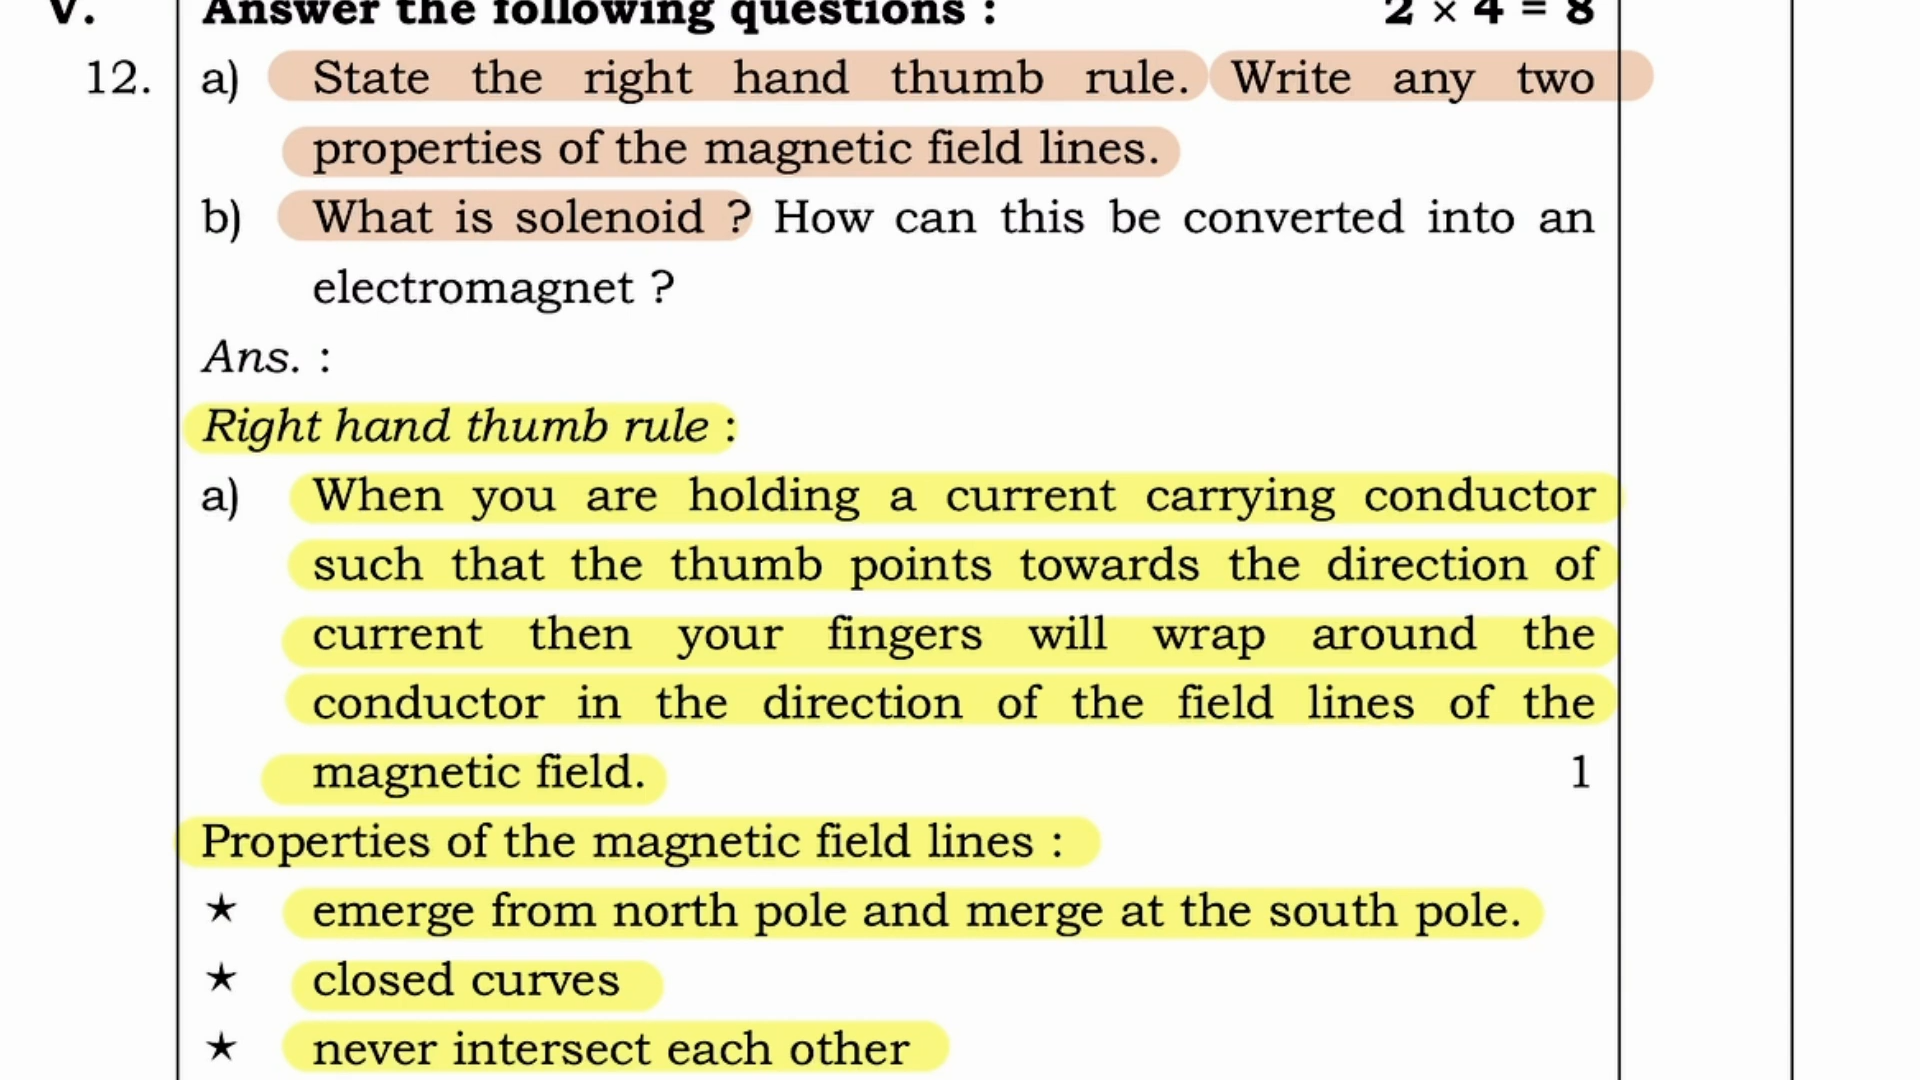 V. Answer the following questions : 2 × 4 = 8
12. a) State the right hand thumb rule. Write any two
properties of the magnetic field lines.
b) What is solenoid ? How can this be converted into an
electromagnet ?
Ans. :
Right hand thumb rule :
a) When you are holding a current carrying conductor
such that the thumb points towards the direction of
current then your fingers will wrap around the
conductor in the direction of the field lines of the
magnetic field. 1
Properties of the magnetic field lines :
★ emerge from north pole and merge at the south pole.
★ closed curves
★ never intersect each other